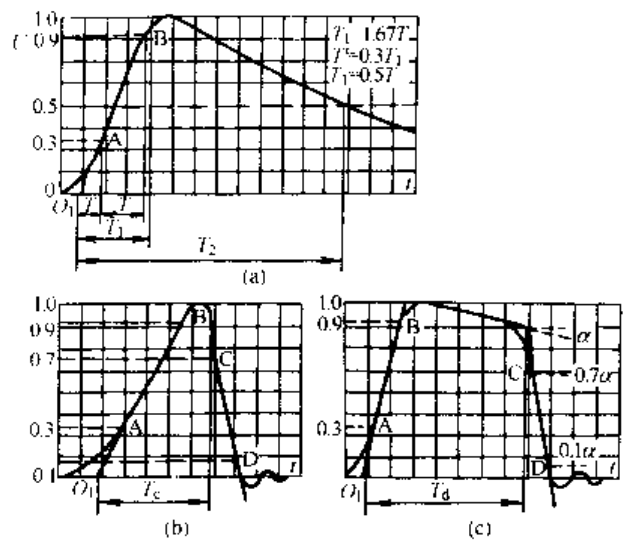 1.0
0.9
B
T₁ 1.67T
T'=0.3T₁
T₁=0.5T
0.5
0.3
A
0
O₁
T'
T
t
T₁
T₂
(a)
1.0
0.9
B
0.7
C
0.3
A
0.1
D
t
O₁
T_c
(b)
1.0
0.9
B
α
C
0.7α
0.3
A
0.1α
D
t
O₁
T_d
(c)